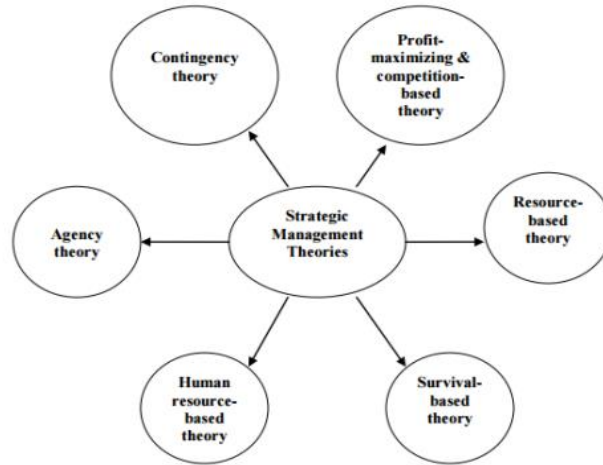 Contingency
theory
Profit-
maximizing &
competition-
based
theory
Strategic
Management
Theories
Resource-
based
theory
Agency
theory
Human
resource-
based
theory
Survival-
based
theory